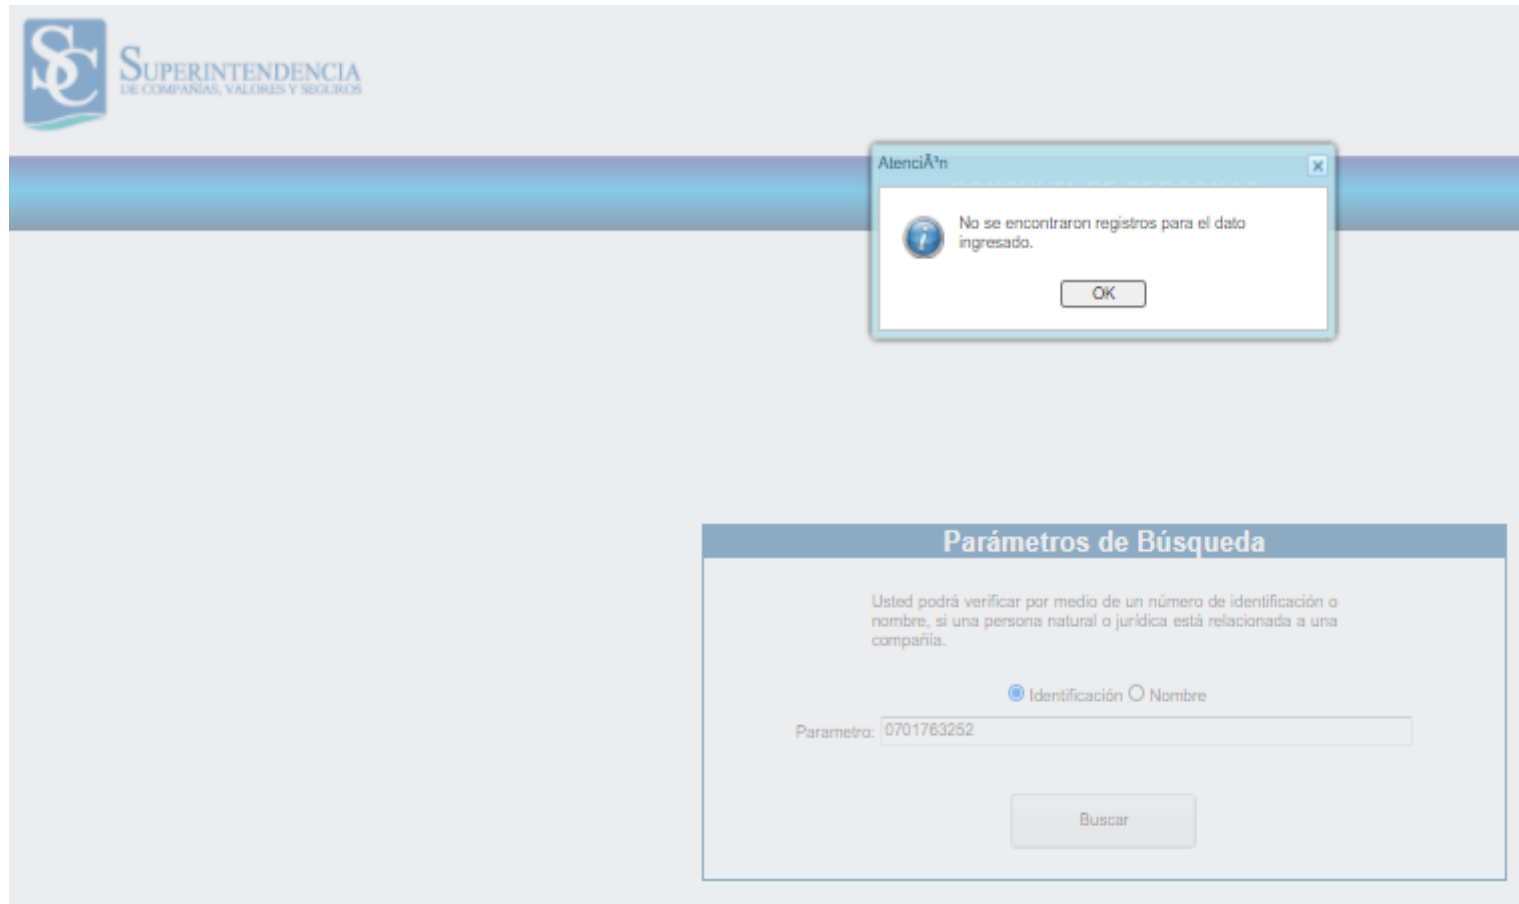 SC
SUPERINTENDENCIA
DE COMPAÑÍAS, VALORES Y SEGUROS
AtenciÃ³n
No se encontraron registros para el dato
ingresado.
OK
Parámetros de Búsqueda
Usted podrá verificar por medio de un número de identificación o
nombre, si una persona natural o jurídica está relacionada a una
compañía.
Identificación Nombre
Parametro: 0701763252
Buscar